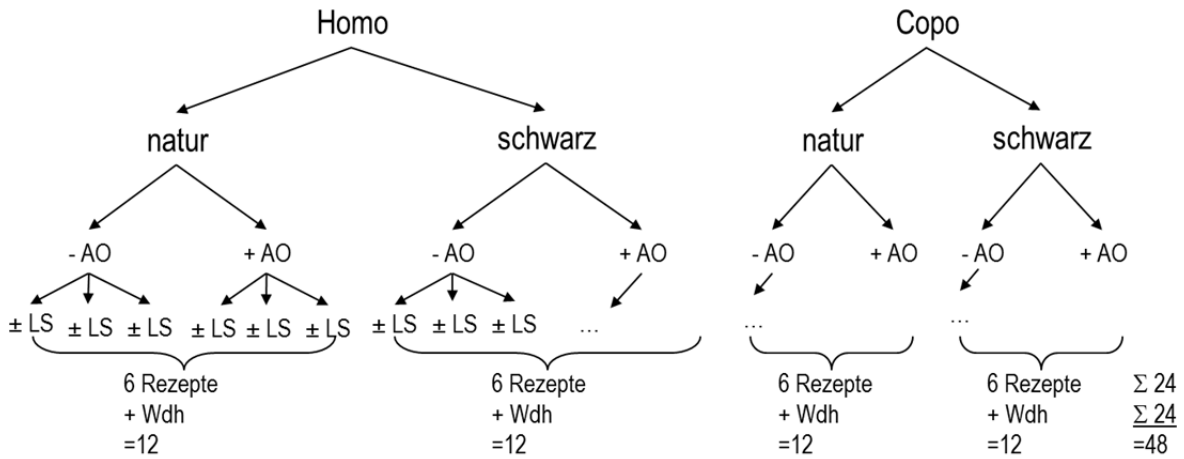 Homo Copo
natur schwarz natur schwarz
- AO + AO - AO + AO - AO + AO - AO + AO
± LS ± LS ± LS ± LS ± LS ± LS ± LS ± LS ± LS ... ... ...
6 Rezepte 6 Rezepte 6 Rezepte 6 Rezepte Σ 24
+ Wdh + Wdh + Wdh + Wdh Σ 24
=12 =12 =12 =12 =48